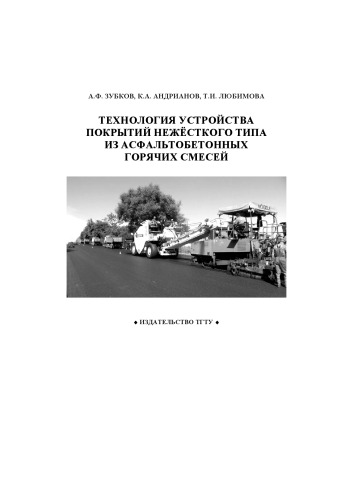 А.Ф. ЗУБКОВ, К.А. АНДРИАНОВ, Т.И. ЛЮБИМОВА
ТЕХНОЛОГИЯ УСТРОЙСТВА
ПОКРЫТИЙ НЕЖЁСТКОГО ТИПА
ИЗ АСФАЛЬТОБЕТОННЫХ
ГОРЯЧИХ СМЕСЕЙ
◆ ИЗДАТЕЛЬСТВО ТГТУ ◆